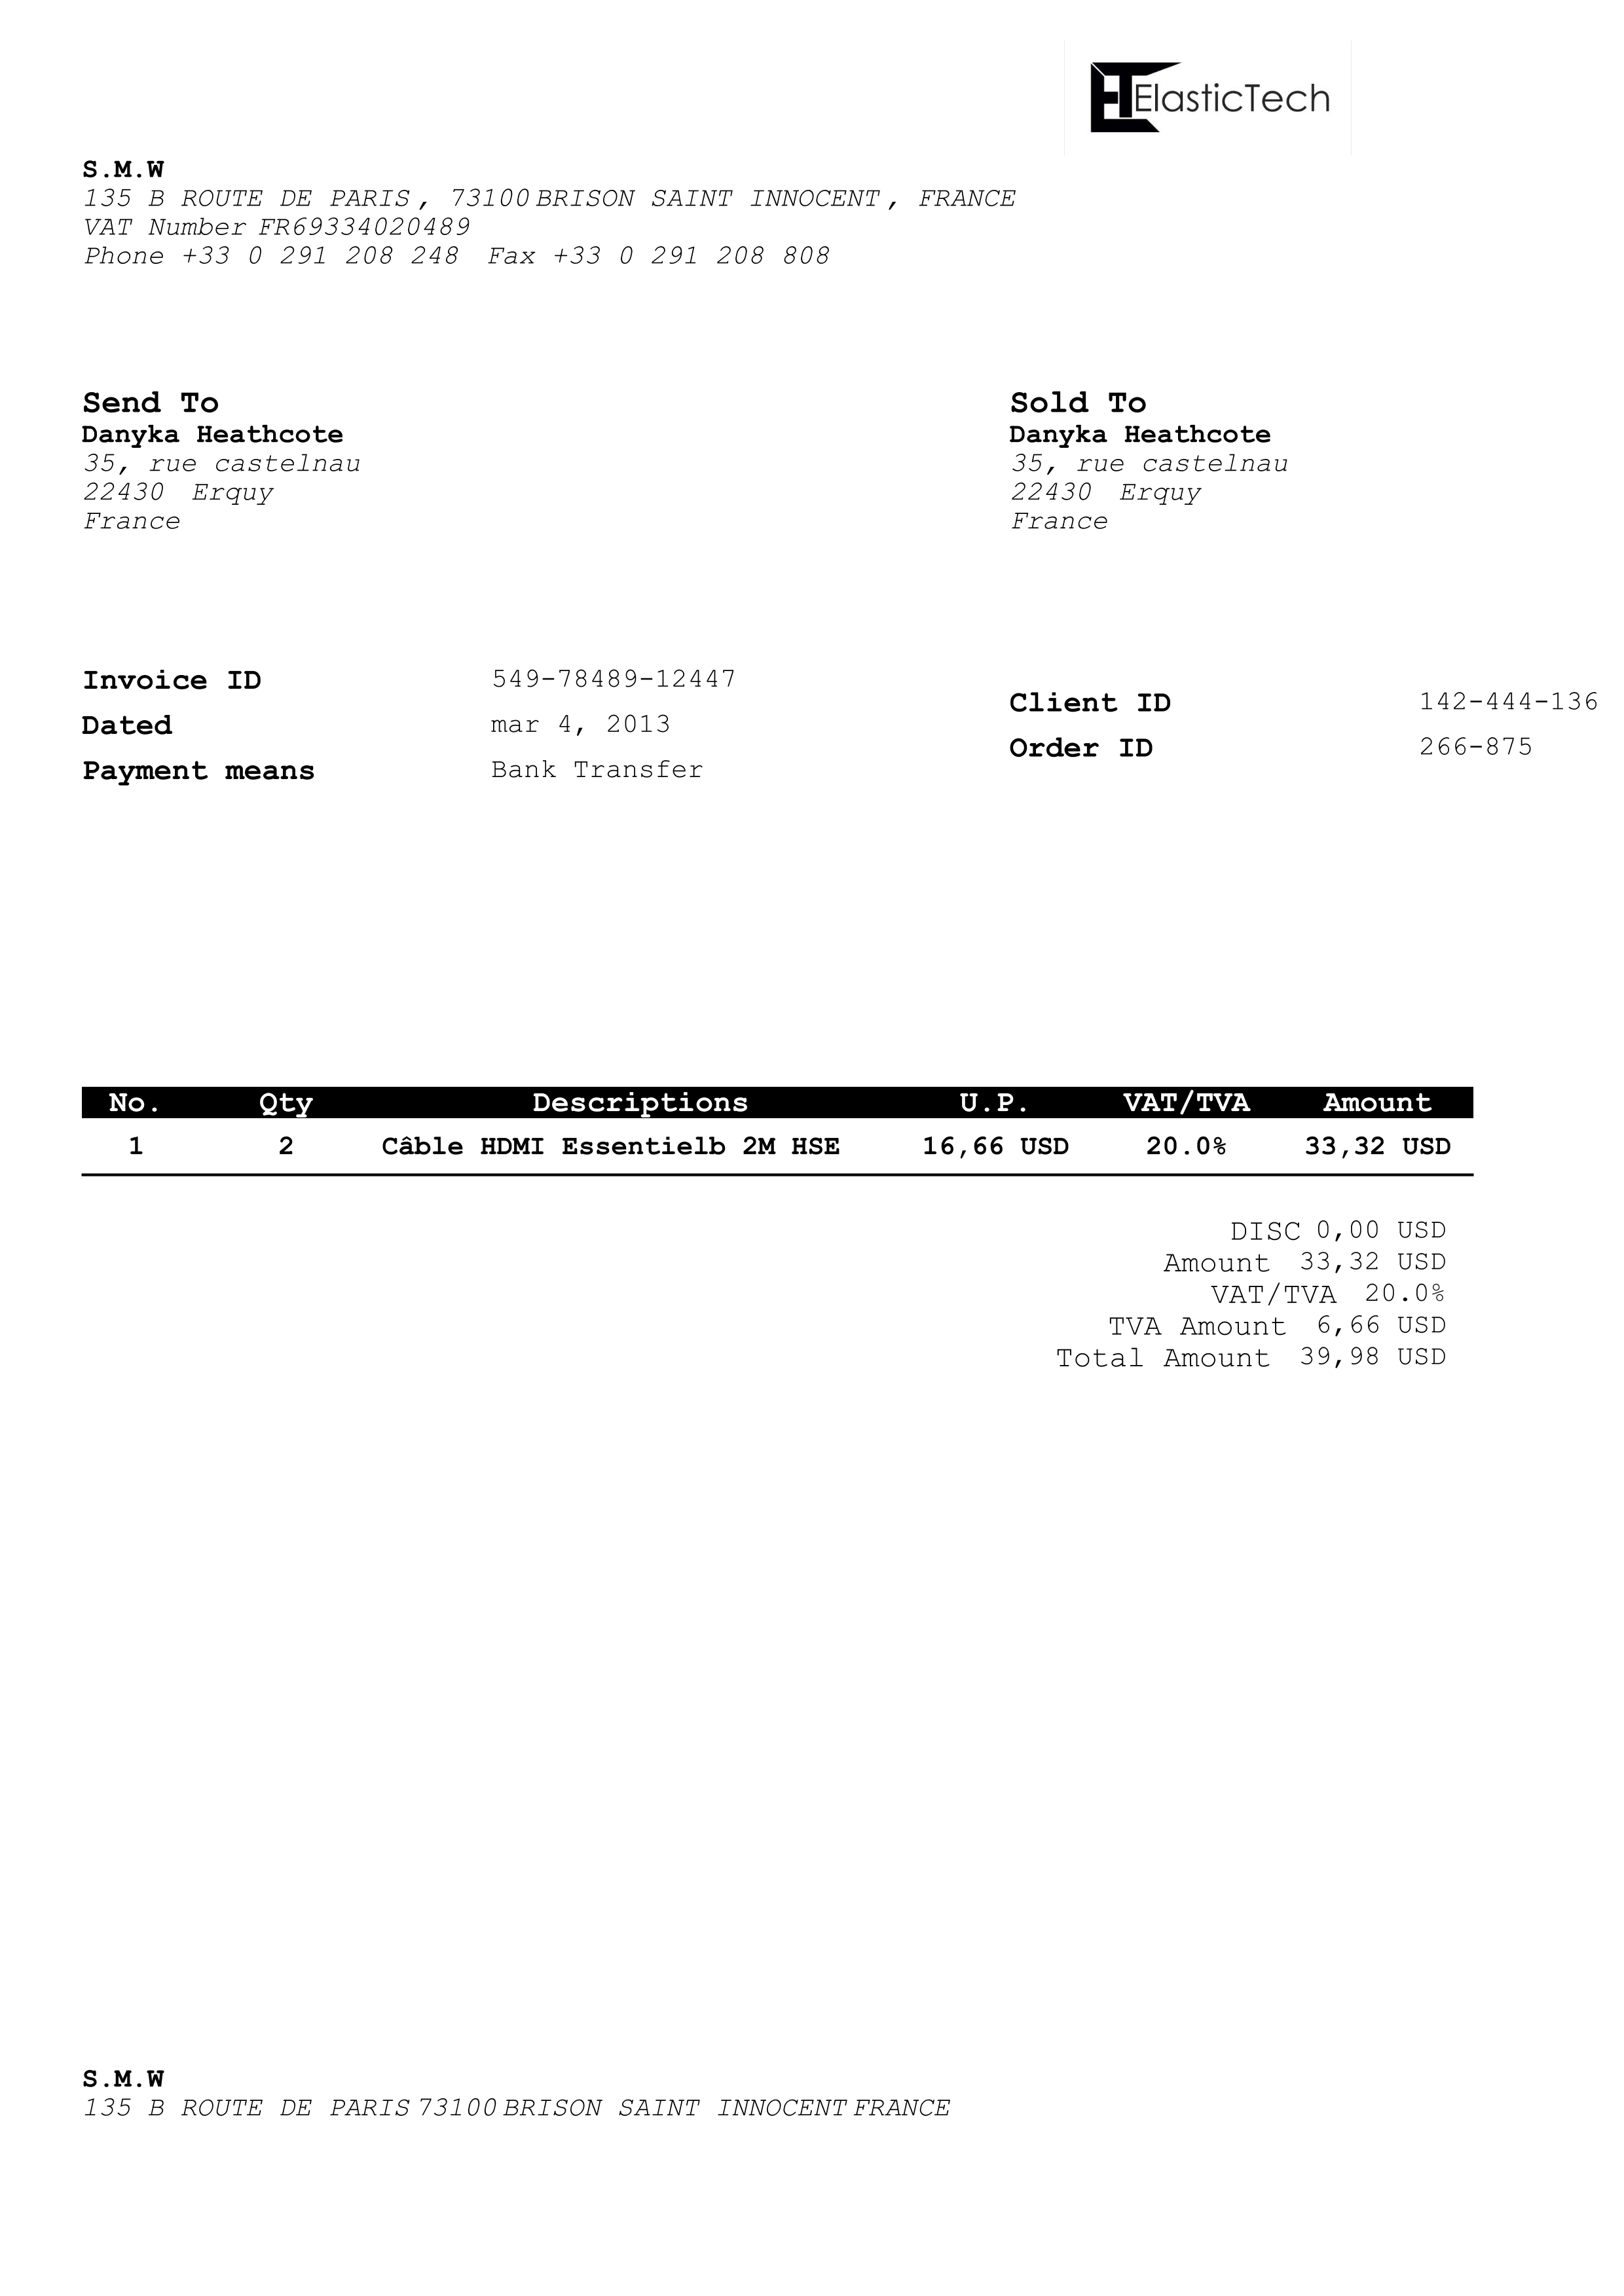 ET ElasticTech
S.M.W
135 B ROUTE DE PARIS, 73100 BRISON SAINT INNOCENT, FRANCE
VAT Number FR69334020489
Phone +33 0 291 208 248 Fax +33 0 291 208 808
Send To
Danyka Heathcote
35, rue castelnau
22430 Erquy
France
Sold To
Danyka Heathcote
35, rue castelnau
22430 Erquy
France
Invoice ID 549-78489-12447
Dated mar 4, 2013
Payment means Bank Transfer
Client ID 142-444-136
Order ID 266-875
No. Qty Descriptions U.P. VAT/TVA Amount
1 2 Câble HDMI Essentielb 2M HSE 16,66 USD 20.0% 33,32 USD
DISC 0,00 USD
Amount 33,32 USD
VAT/TVA 20.0%
TVA Amount 6,66 USD
Total Amount 39,98 USD
S.M.W
135 B ROUTE DE PARIS 73100 BRISON SAINT INNOCENT FRANCE